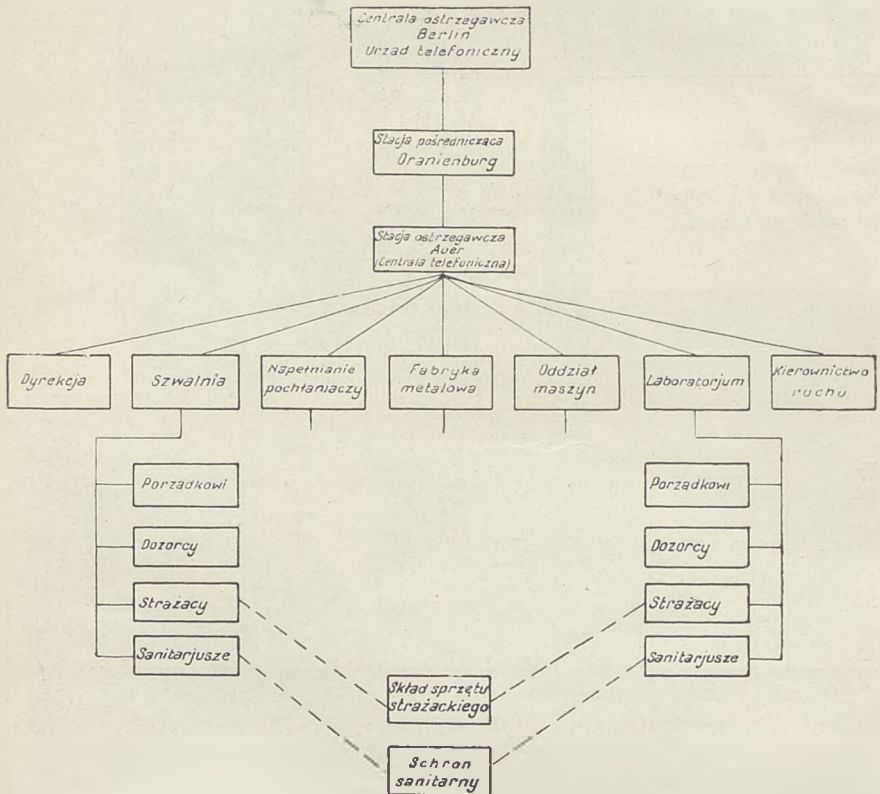 Centrala ostrzegawcza
Berlin
Urzad telefoniczny
Stacja pośrednicząca
Oranienburg
Stacja ostrzegawcza
Auer
(Centrala telefoniczna)
Dyrekcja
Szwalnia
Napełnianie
pochłaniaczy
Fabryka
metalowa
Oddział
maszyn
Laboratorjum
Kierownictwo
ruchu
Porządkowi
Dozorcy
Strażacy
Sanitarjusze
Porządkowi
Dozorcy
Strażacy
Sanitarjusze
Skład sprzętu
strażackiego
Schron
sanitarny